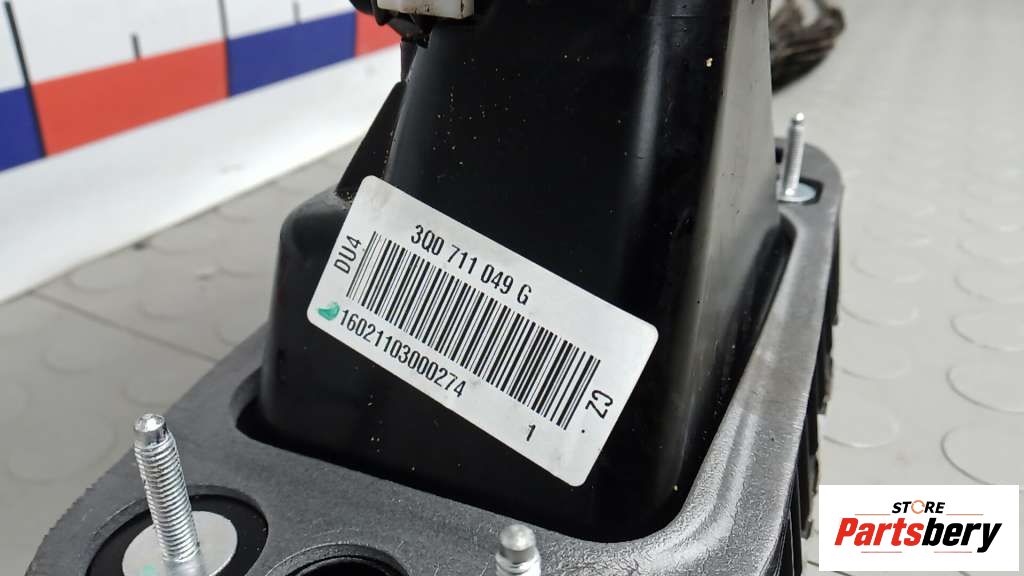 3Q0 711 049 G
DU4
16021103000274
1
CZ.
STORE
Partsbery